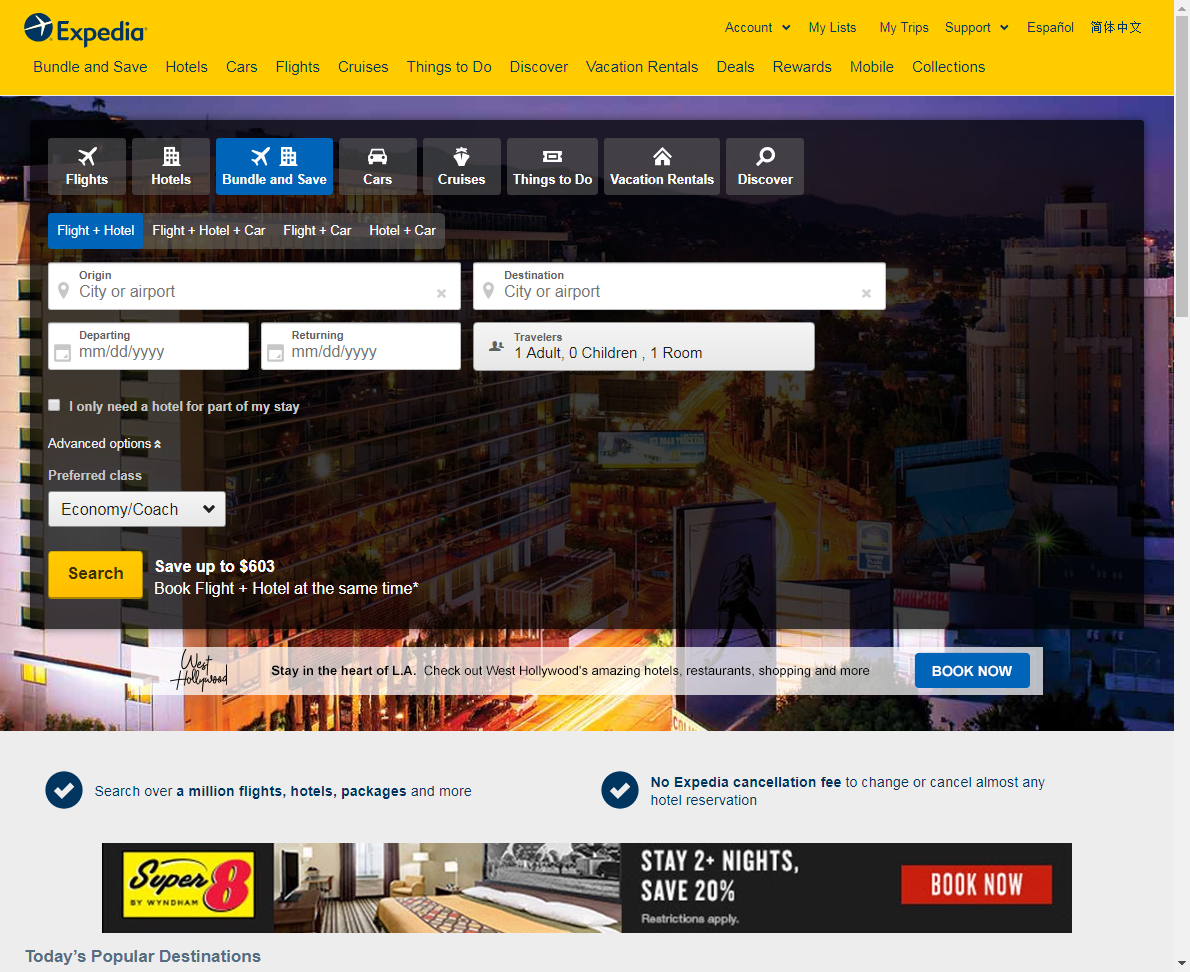 Expedia
Account My Lists My Trips Support Español 简体中文
Bundle and Save Hotels Cars Flights Cruises Things to Do Discover Vacation Rentals Deals Rewards Mobile Collections
Flights Hotels Bundle and Save Cars Cruises Things to Do Vacation Rentals Discover
Flight + Hotel Flight + Hotel + Car Flight + Car Hotel + Car
Origin
City or airport
Destination
City or airport
Departing
mm/dd/yyyy
Returning
mm/dd/yyyy
Travelers
1 Adult, 0 Children , 1 Room
I only need a hotel for part of my stay
Advanced options
Preferred class
Economy/Coach
Search
Save up to $603
Book Flight + Hotel at the same time*
West
Hollywood
Stay in the heart of L.A. Check out West Hollywood's amazing hotels, restaurants, shopping and more
BOOK NOW
Search over a million flights, hotels, packages and more
No Expedia cancellation fee to change or cancel almost any
hotel reservation
Super 8
BY WYNDHAM
STAY 2+ NIGHTS,
SAVE 20%
Restrictions apply.
BOOK NOW
Today's Popular Destinations